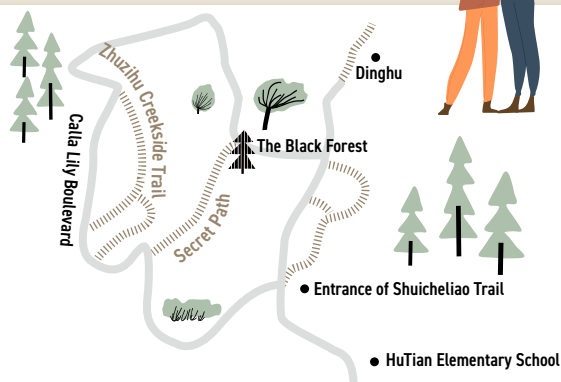 Dinghu
Zhuzihu Creekside Trail
Calla Lily Boulevard
The Black Forest
Secret Path
Entrance of Shuicheliao Trail
HuTian Elementary School